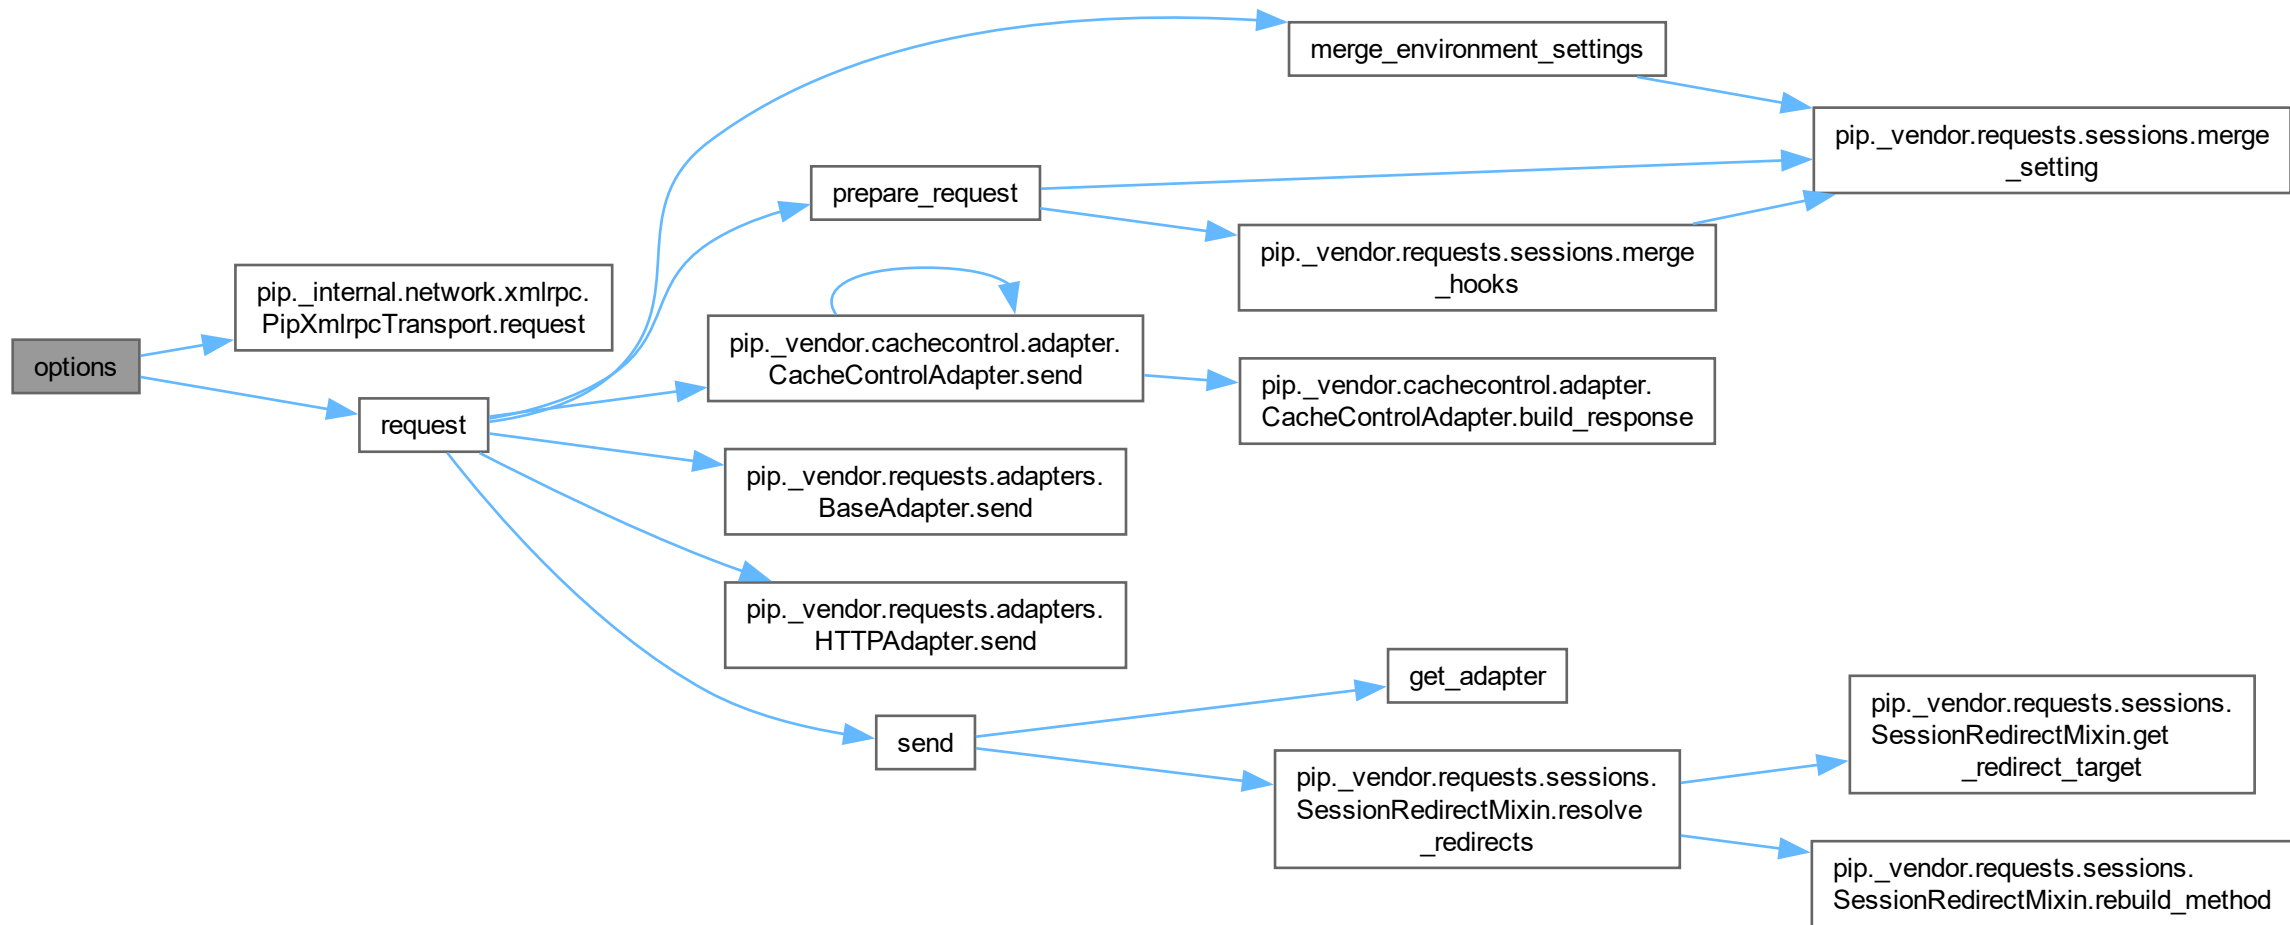 merge_environment_settings
pip._vendor.requests.sessions.merge
_setting
prepare_request
pip._vendor.requests.sessions.merge
_hooks
pip._internal.network.xmlrpc.
PipXmlrpcTransport.request
options
request
pip._vendor.cachecontrol.adapter.
CacheControlAdapter.send
pip._vendor.cachecontrol.adapter.
CacheControlAdapter.build_response
pip._vendor.requests.adapters.
BaseAdapter.send
pip._vendor.requests.adapters.
HTTPAdapter.send
send
get_adapter
pip._vendor.requests.sessions.
SessionRedirectMixin.resolve
_redirects
pip._vendor.requests.sessions.
SessionRedirectMixin.get
_redirect_target
pip._vendor.requests.sessions.
SessionRedirectMixin.rebuild_method